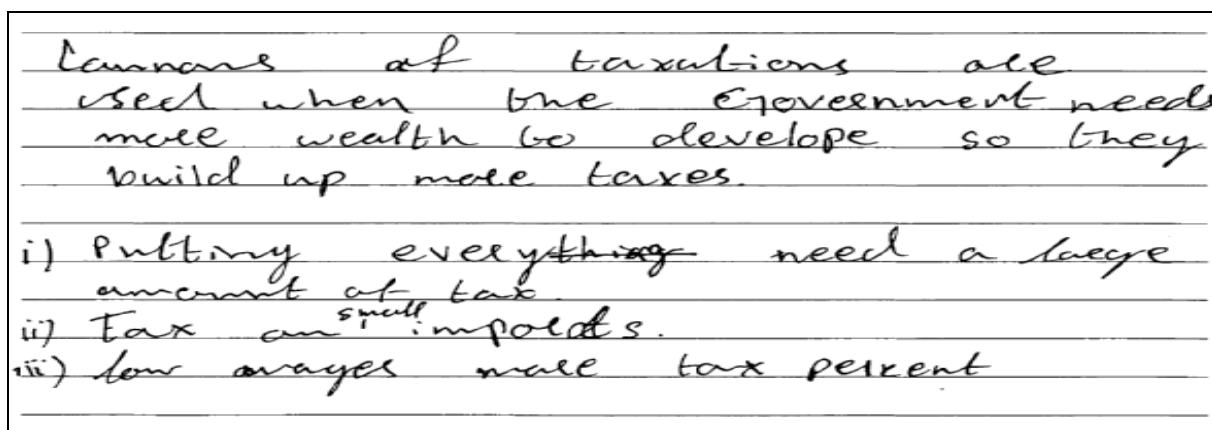 Cannons of taxations are
used when the Government needs
more wealth to develope so they
build up more taxes.
i) Putting every need a large
amount of tax.
ii) Tax on small imports.
iii) low wages more tax percent